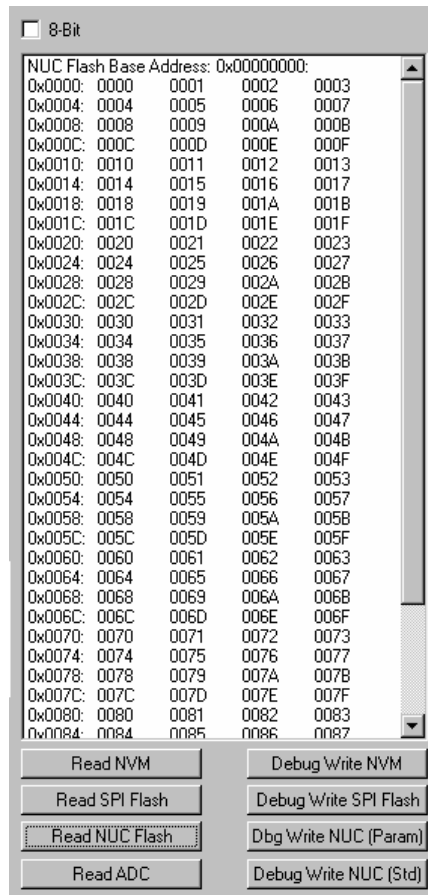 8-Bit
NUC Flash Base Address: 0x00000000:
0x0000: 0000 0001 0002 0003
0x0004: 0004 0005 0006 0007
0x0008: 0008 0009 000A 000B
0x000C: 000C 000D 000E 000F
0x0010: 0010 0011 0012 0013
0x0014: 0014 0015 0016 0017
0x0018: 0018 0019 001A 001B
0x001C: 001C 001D 001E 001F
0x0020: 0020 0021 0022 0023
0x0024: 0024 0025 0026 0027
0x0028: 0028 0029 002A 002B
0x002C: 002C 002D 002E 002F
0x0030: 0030 0031 0032 0033
0x0034: 0034 0035 0036 0037
0x0038: 0038 0039 003A 003B
0x003C: 003C 003D 003E 003F
0x0040: 0040 0041 0042 0043
0x0044: 0044 0045 0046 0047
0x0048: 0048 0049 004A 004B
0x004C: 004C 004D 004E 004F
0x0050: 0050 0051 0052 0053
0x0054: 0054 0055 0056 0057
0x0058: 0058 0059 005A 005B
0x005C: 005C 005D 005E 005F
0x0060: 0060 0061 0062 0063
0x0064: 0064 0065 0066 0067
0x0068: 0068 0069 006A 006B
0x006C: 006C 006D 006E 006F
0x0070: 0070 0071 0072 0073
0x0074: 0074 0075 0076 0077
0x0078: 0078 0079 007A 007B
0x007C: 007C 007D 007E 007F
0x0080: 0080 0081 0082 0083
0x0084: 0084 0085 0086 0087
Read NVM Debug Write NVM
Read SPI Flash Debug Write SPI Flash
Read NUC Flash Dbg Write NUC (Param)
Read ADC Debug Write NUC (Std)